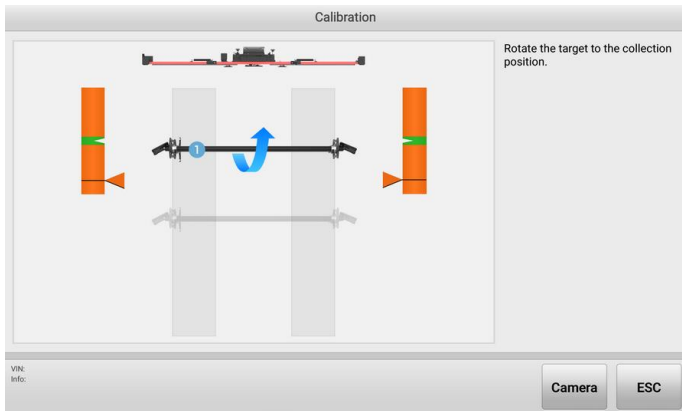 Calibration
Rotate the target to the collection
position.
1
VIN:
Info:
Camera
ESC